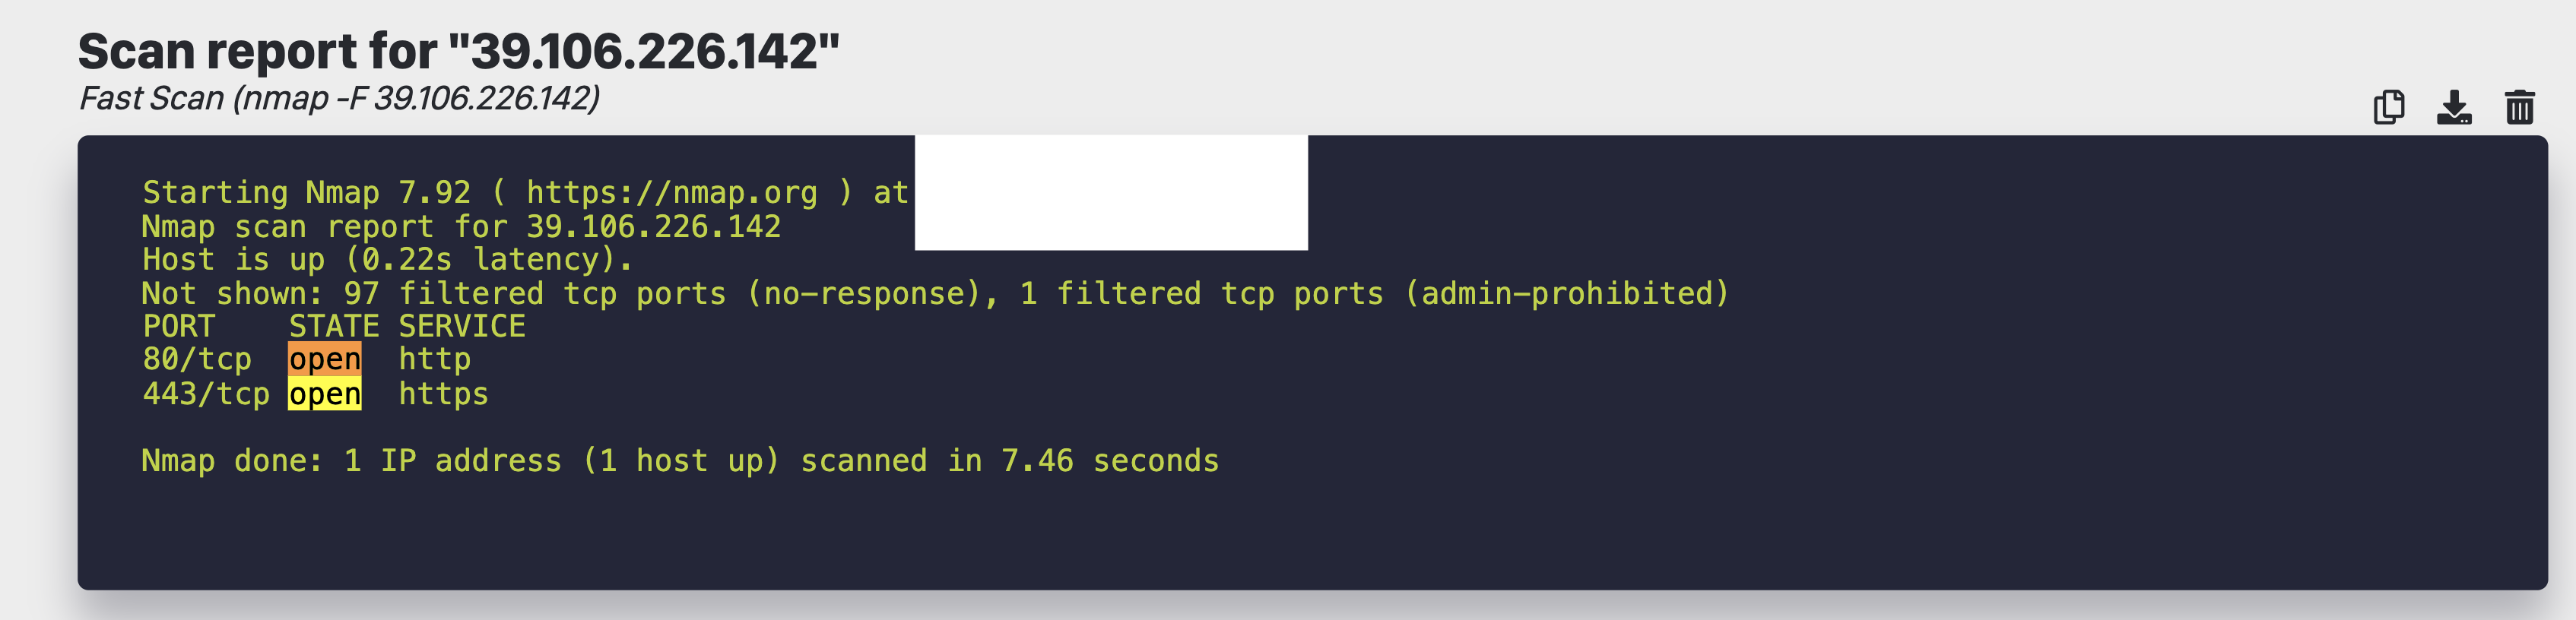 Scan report for "39.106.226.142"
Fast Scan (nmap -F 39.106.226.142)
Starting Nmap 7.92 ( https://nmap.org ) at
Nmap scan report for 39.106.226.142
Host is up (0.22s latency).
Not shown: 97 filtered tcp ports (no-response), 1 filtered tcp ports (admin-prohibited)
PORT    STATE SERVICE
80/tcp  open  http
443/tcp open  https
Nmap done: 1 IP address (1 host up) scanned in 7.46 seconds